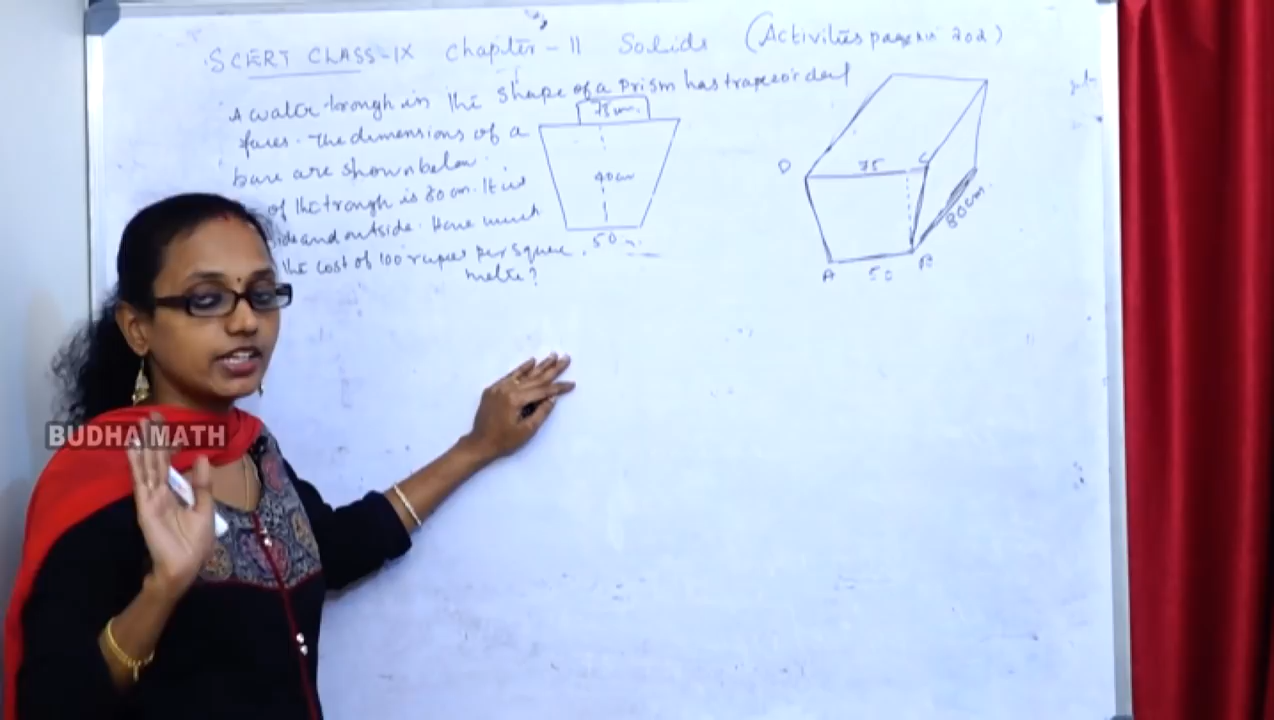 SCERT CLASS-IX Chapter - 11 Solids (Activities page no 202)
A water trough in the shape of a prism has trapezoidal
faces. The dimensions of a
base are shown below.
of the trough is 80 cm. It is
side and outside. How much
the cost of 100 rupees per square
metre?
75 cm.
40 cm
50
D
75
C
80 cm
A
50
B
BUDHA MATH